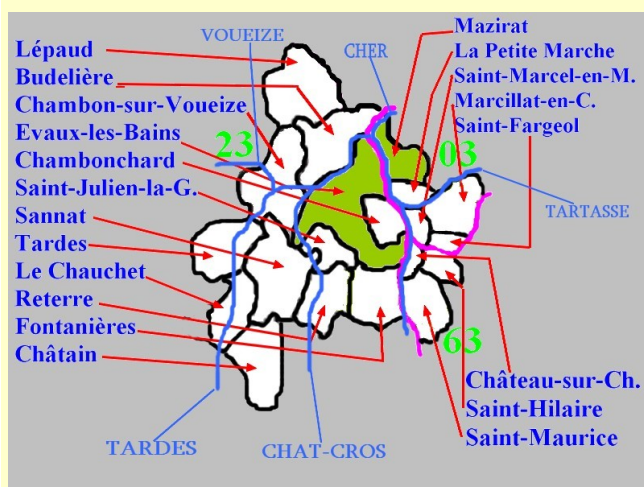 Lépaud
Budelière
Chambon-sur-Voueize
Evaux-les-Bains
Chambonchard
Saint-Julien-la-G.
Sannat
Tardes
Le Chauchet
Reterre
Fontanières
Châtain
VOUEIZE
CHER
23
03
63
TARTASSE
TARDES
CHAT-CROS
Mazirat
La Petite Marche
Saint-Marcel-en-M.
Marcillat-en-C.
Saint-Fargeol
Château-sur-Ch.
Saint-Hilaire
Saint-Maurice